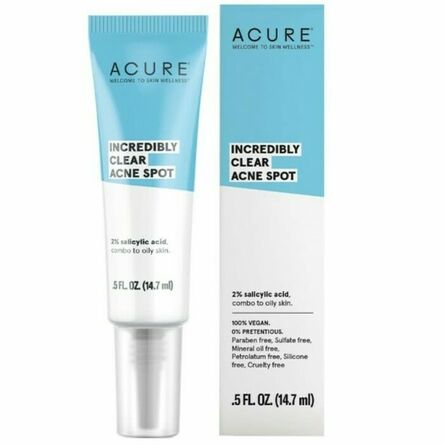 ACURE®
WELCOME TO SKIN WELLNESS™
INCREDIBLY
CLEAR
ACNE SPOT
2% salicylic acid,
combo to oily skin.
.5 FL. OZ. (14.7 ml)
ACURE®
WELCOME TO SKIN WELLNESS™
INCREDIBLY
CLEAR
ACNE SPOT
2% salicylic acid,
combo to oily skin.
100% VEGAN.
0% PRETENTIOUS.
Paraben free, Sulfate free,
Mineral oil free,
Petrolatum free, Silicone
free, Cruelty free
.5 FL. OZ. (14.7 ml)